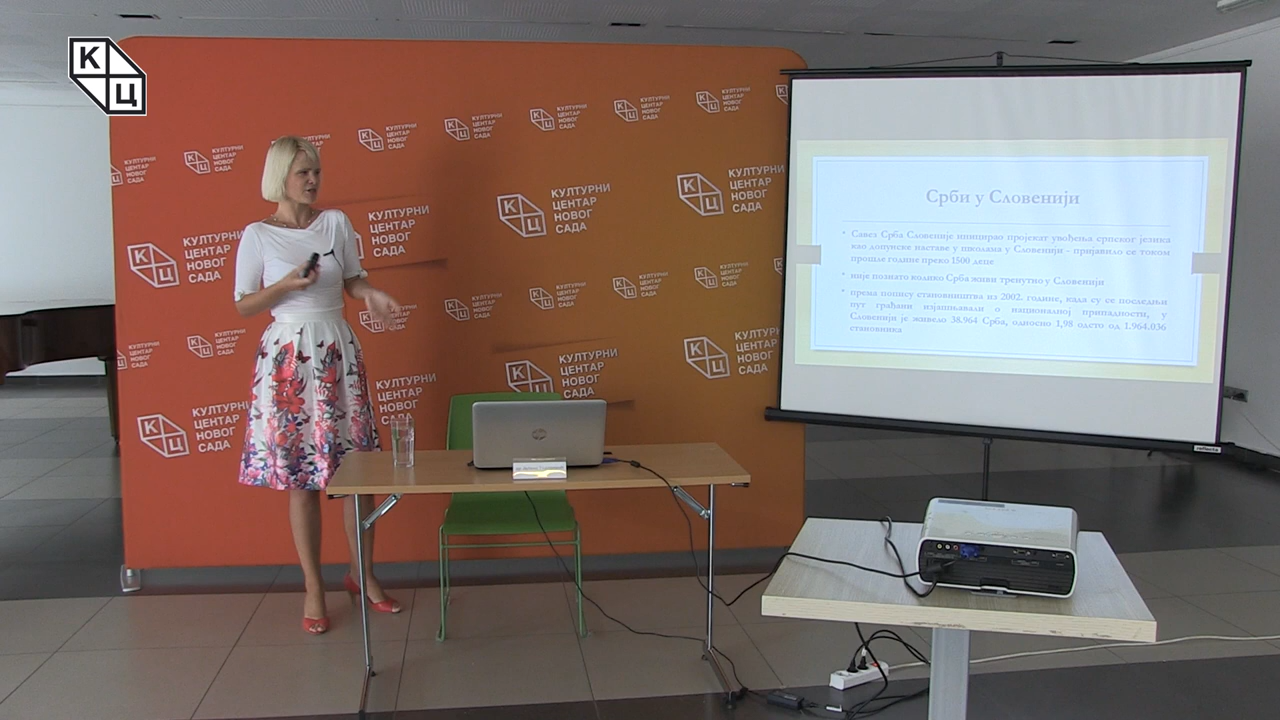 К
Ц
КУЛТУРНИ
ЦЕНТАР
НОВОГ
САДА
Срби у Словенији
Савез Срба Словеније иницирао пројекат увођења српског језика
као допунске наставе у школама у Словенији - пријавило се током
прошле године преко 1500 деце
није познато колико Срба живи тренутно у Словенији
према попису становништва из 2002. године, када су се последњи
пут грађани изјашњавали о националној припадности, у
Словенији је живело 38.964 Срба, односно 1,98 одсто од 1.964.036
становника
reflecta